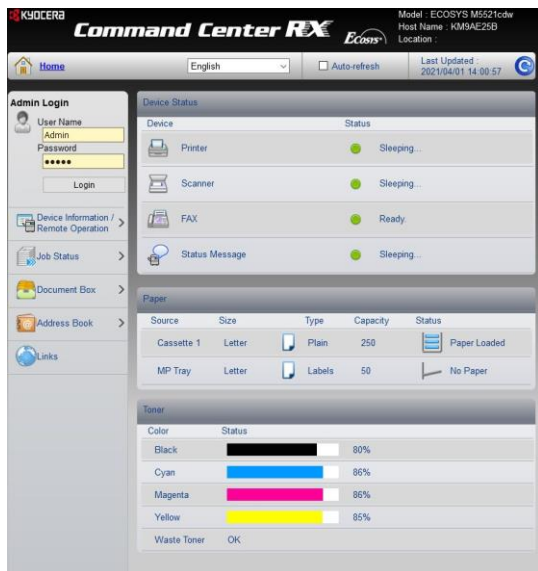 KYOCERA
Command Center RX
Ecosys
Model : ECOSYS M5521cdw
Host Name : KM9AE25B
Location :
Home
English
Auto-refresh
Last Updated :
2021/04/01 14:00:57
Admin Login
User Name
Admin
Password
•••••
Login
Device Information /
Remote Operation
Job Status
Document Box
Address Book
Links
Device Status
Device Status
Printer Sleeping...
Scanner Sleeping...
FAX Ready.
Status Message Sleeping...
Paper
Source Size Type Capacity Status
Cassette 1 Letter Plain 250 Paper Loaded
MP Tray Letter Labels 50 No Paper
Toner
Color Status
Black 80%
Cyan 86%
Magenta 86%
Yellow 85%
Waste Toner OK